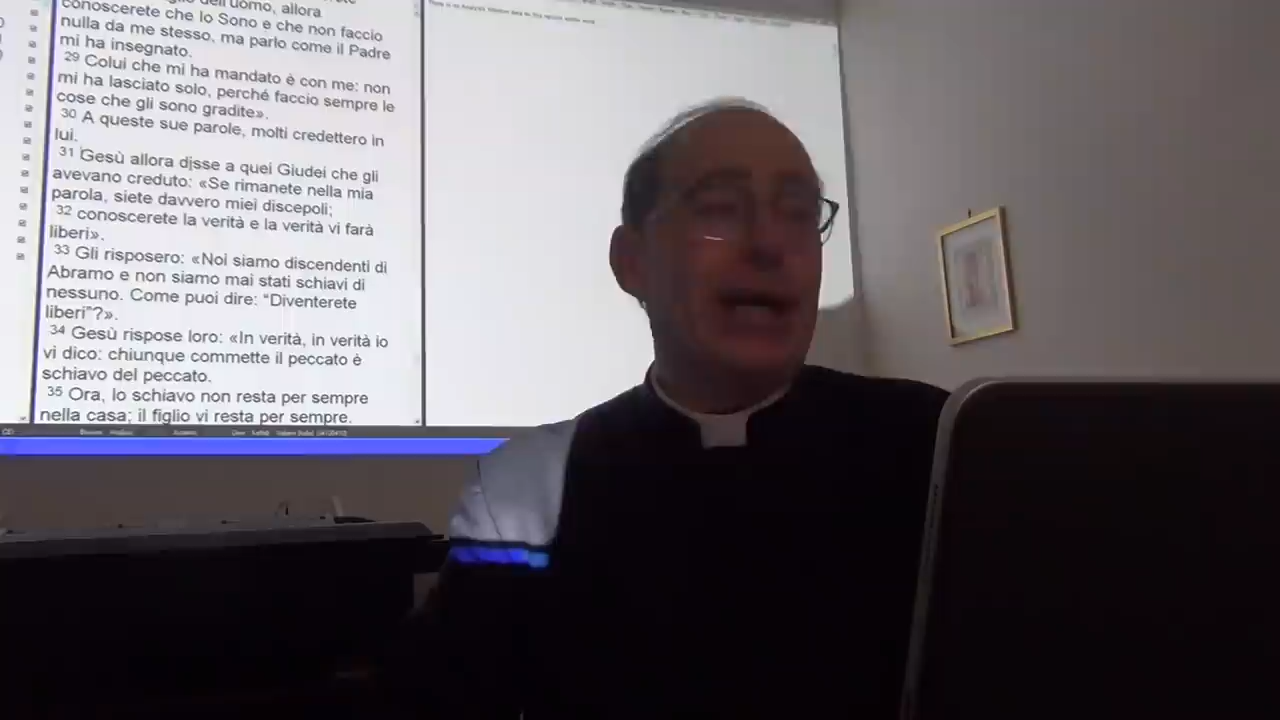 dell'uomo, allora
conoscerete che Io Sono e che non faccio
nulla da me stesso, ma parlo come il Padre
mi ha insegnato.
29 Colui che mi ha mandato è con me: non
mi ha lasciato solo, perché faccio sempre le
cose che gli sono gradite».
30 A queste sue parole, molti credettero in
lui.
31 Gesù allora disse a quei Giudei che gli
avevano creduto: «Se rimanete nella mia
parola, siete davvero miei discepoli;
32 conoscerete la verità e la verità vi farà
liberi».
33 Gli risposero: «Noi siamo discendenti di
Abramo e non siamo mai stati schiavi di
nessuno. Come puoi dire: “Diventerete
liberi”?».
34 Gesù rispose loro: «In verità, in verità io
vi dico: chiunque commette il peccato è
schiavo del peccato.
35 Ora, lo schiavo non resta per sempre
nella casa; il figlio vi resta per sempre.